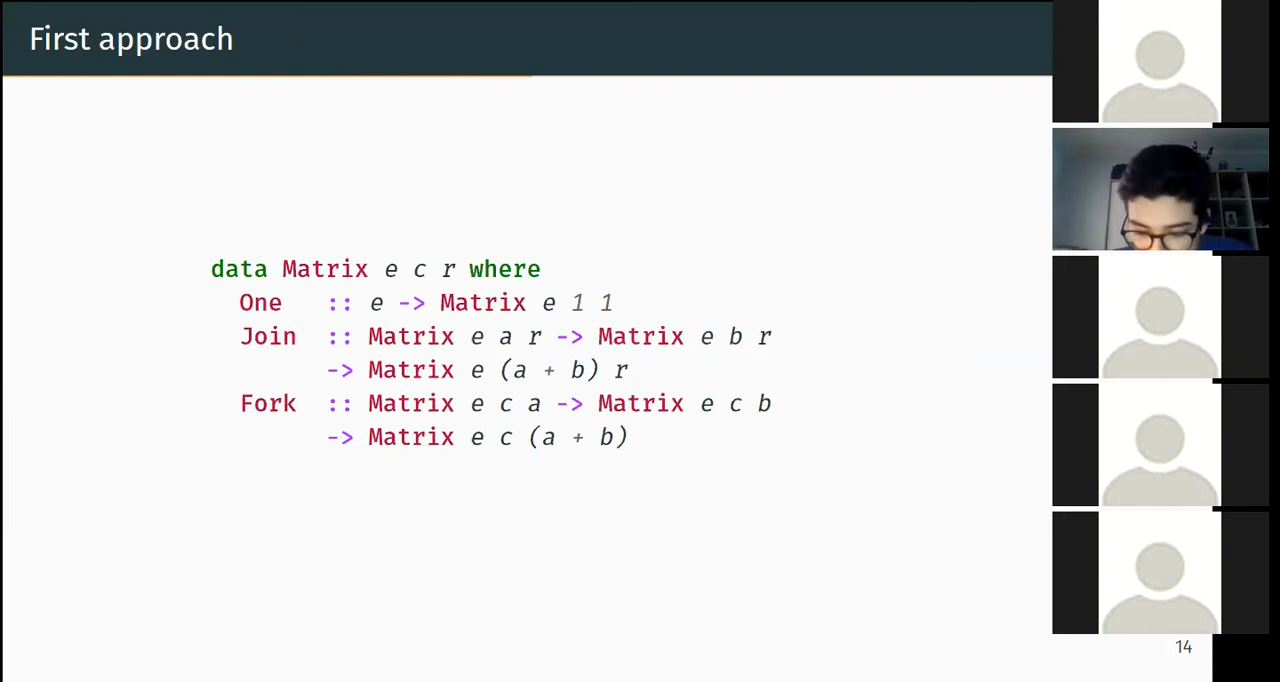 First approach
data Matrix e c r where
One :: e -> Matrix e 1 1
Join :: Matrix e a r -> Matrix e b r
-> Matrix e (a + b) r
Fork :: Matrix e c a -> Matrix e c b
-> Matrix e c (a + b)
14